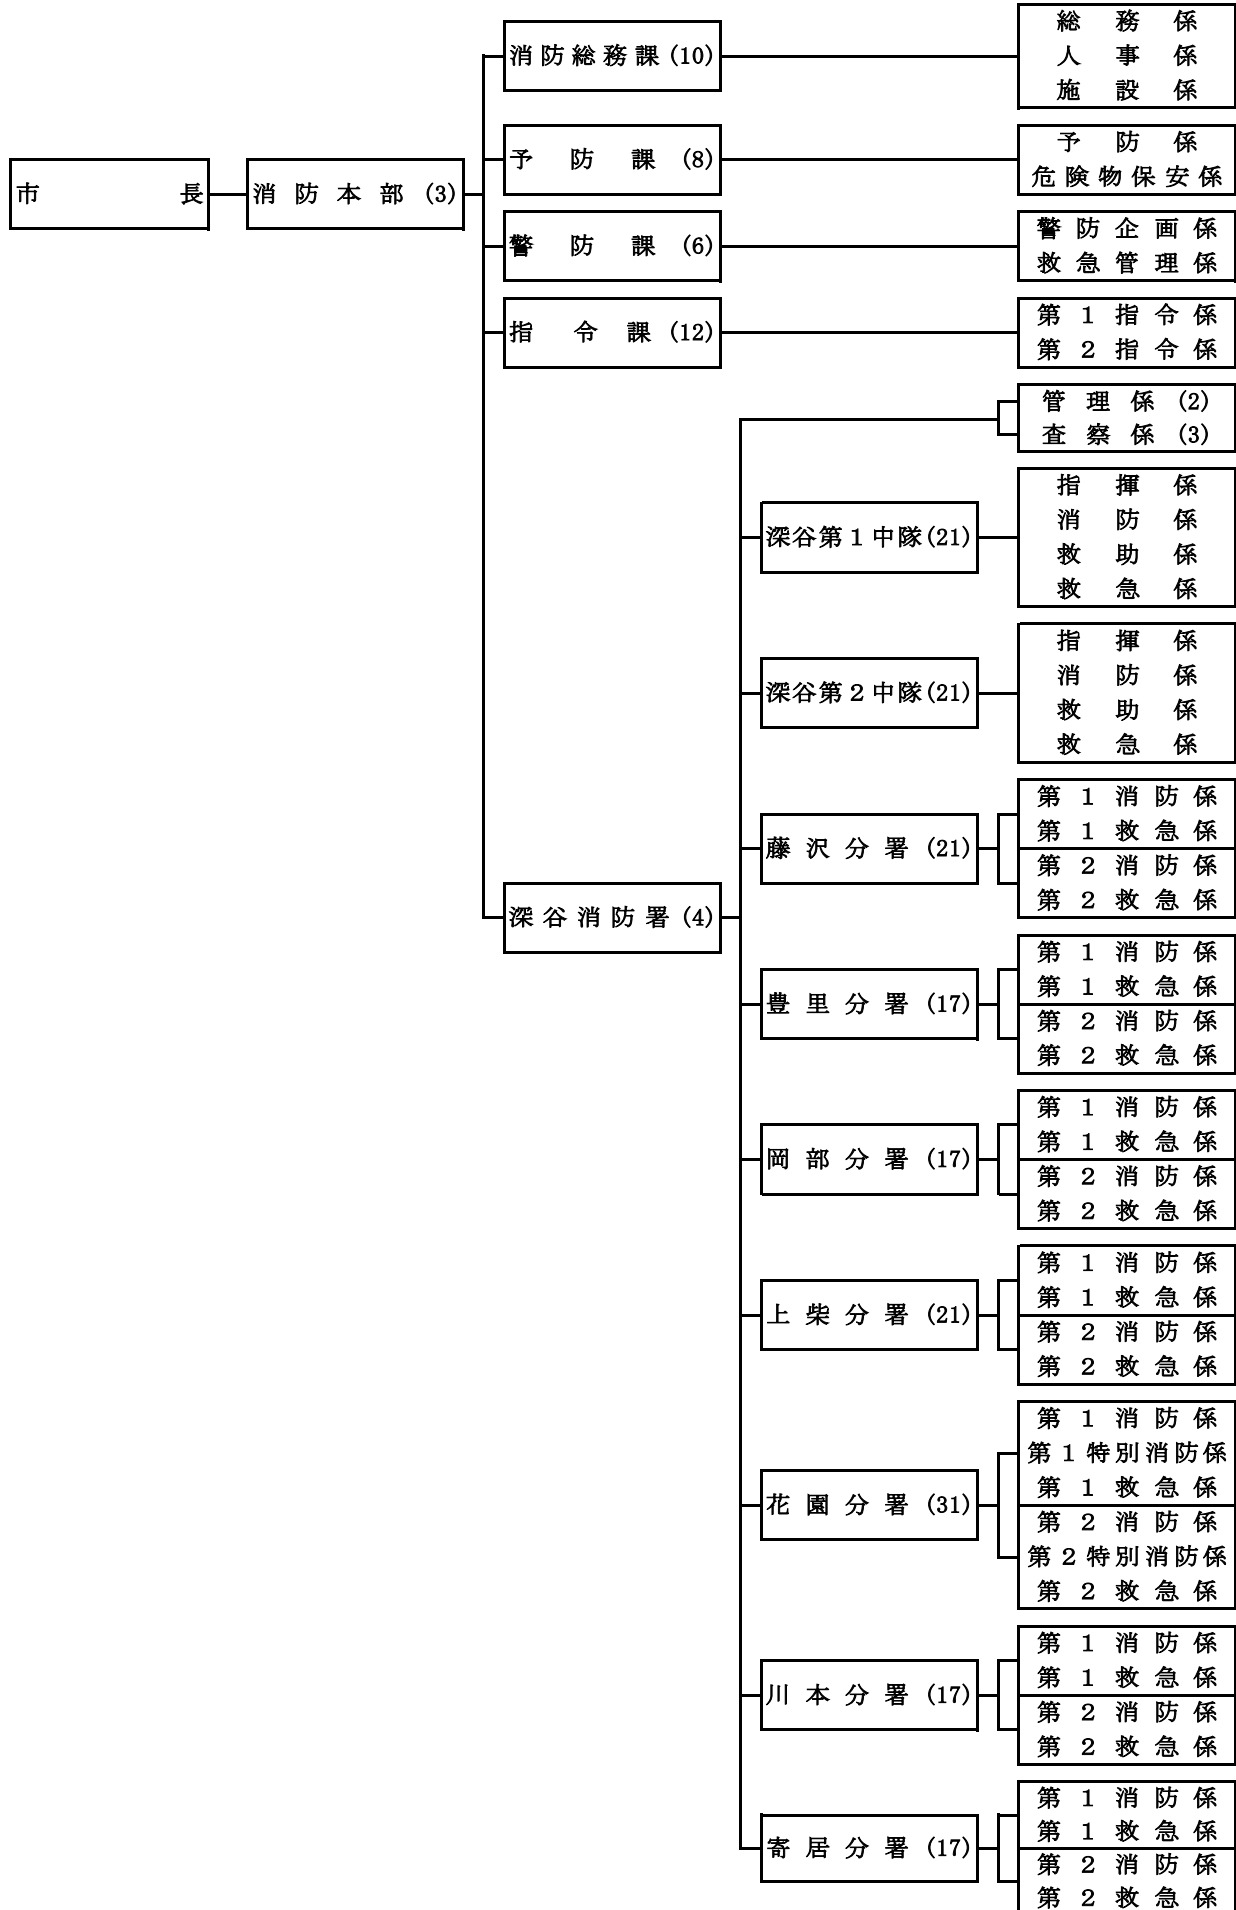 市長
消防本部(3)
消防総務課(10)
総務係
人事係
施設係
予防課(8)
予防係
危険物保安係
警防課(6)
警防企画係
救急管理係
指令課(12)
第1指令係
第2指令係
深谷消防署(4)
管理係(2)
査察係(3)
深谷第1中隊(21)
指揮係
消防係
救助係
救急係
深谷第2中隊(21)
指揮係
消防係
救助係
救急係
藤沢分署(21)
第1消防係
第1救急係
第2消防係
第2救急係
豊里分署(17)
第1消防係
第1救急係
第2消防係
第2救急係
岡部分署(17)
第1消防係
第1救急係
第2消防係
第2救急係
上柴分署(21)
第1消防係
第1救急係
第2消防係
第2救急係
花園分署(31)
第1消防係
第1特別消防係
第1救急係
第2消防係
第2特別消防係
第2救急係
川本分署(17)
第1消防係
第1救急係
第2消防係
第2救急係
寄居分署(17)
第1消防係
第1救急係
第2消防係
第2救急係